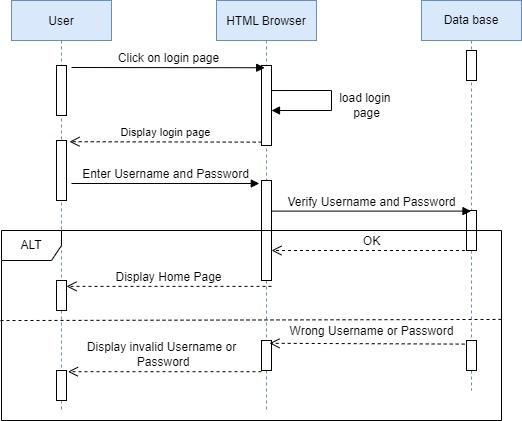 User
HTML Browser
Data base
Click on login page
load login
page
Display login page
Enter Username and Password
Verify Username and Password
ALT
OK
Display Home Page
Wrong Username or Password
Display invalid Username or
Password